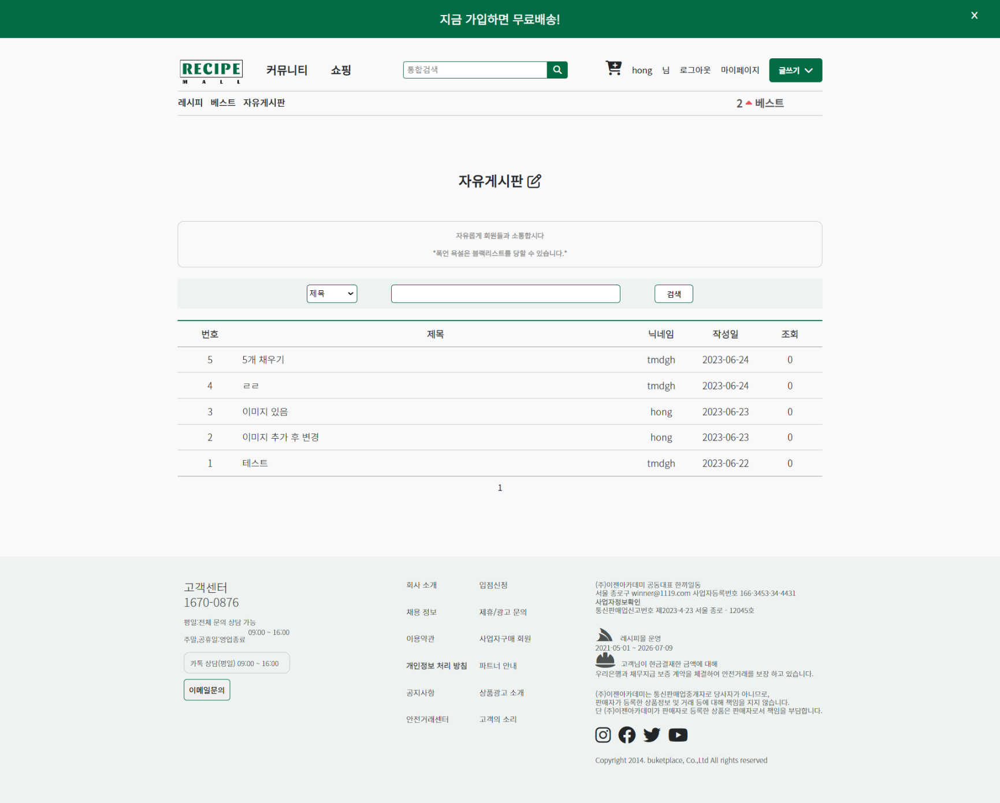 지금 가입하면 무료배송!
X
RECIPE
MALL
커뮤니티 쇼핑
통합검색
hong 님 로그아웃 마이페이지 글쓰기
레시피 베스트 자유게시판
2 베스트
자유게시판
자유롭게 회원들과 소통합시다
*폭언 욕설은 블랙리스트를 당할 수 있습니다.*
제목 검색
번호 제목 닉네임 작성일 조회
5 5개 채우기 tmdgh 2023-06-24 0
4 ㄹㄹ tmdgh 2023-06-24 0
3 이미지 있음 hong 2023-06-23 0
2 이미지 추가 후 변경 hong 2023-06-23 0
1 테스트 tmdgh 2023-06-22 0
1
고객센터
1670-0876
평일:전체 문의 상담 가능
09:00 ~ 16:00
주말,공휴일:영업종료
카톡 상담(평일) 09:00 ~ 16:00
이메일문의
회사 소개 입점신청
채용 정보 제휴/광고 문의
이용약관 사업자구매 회원
개인정보 처리 방침 파트너 안내
공지사항 상품광고 소개
안전거래센터 고객의 소리
(주)이젠아카데미 공동대표 한끼일동
서울 종로구 winner@1119.com 사업자등록번호 166-3453-34-4431
사업자정보확인
통신판매업신고번호 제2023-4-23 서울 종로 - 12045호
레시피몰 운영
2021-05-01 ~ 2026-07-09
고객님이 현금결재한 금액에 대해
우리은행과 채무지급 보증 계약을 체결하여 안전거래를 보장 하고 있습니다.
(주)이젠아카데미는 통신판매업중개자로 당사자가 아니므로,
판매자가 등록한 상품정보 및 거래 등에 대해 책임을 지지 않습니다.
단 (주)이젠아카데미가 판매자로 등록한 상품은 판매자로서 책임을 부담합니다.
Copyright 2014. buketplace, Co.,Ltd All rights reserved